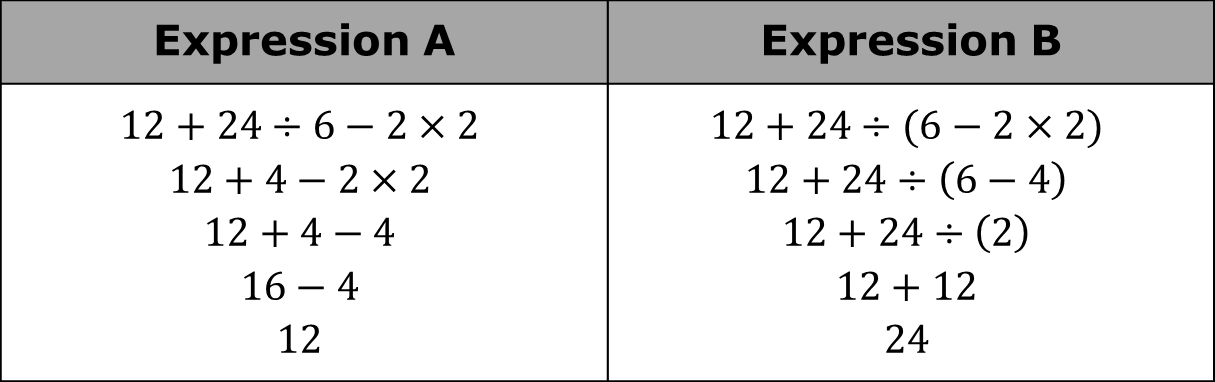 Expression A
Expression B
12 + 24 ÷ 6 − 2 × 2
12 + 4 − 2 × 2
12 + 4 − 4
16 − 4
12
12 + 24 ÷ (6 − 2 × 2)
12 + 24 ÷ (6 − 4)
12 + 24 ÷ (2)
12 + 12
24